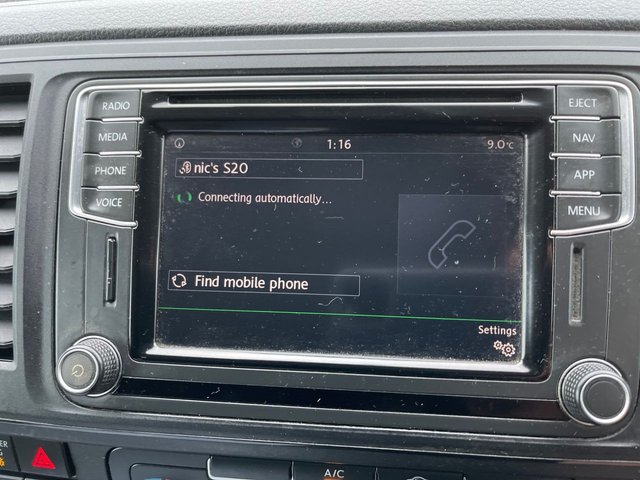 RADIO
MEDIA
PHONE
VOICE
EJECT
NAV
APP
MENU
1:16
9.0°C
nic's S20
Connecting automatically...
Find mobile phone
Settings
A/C